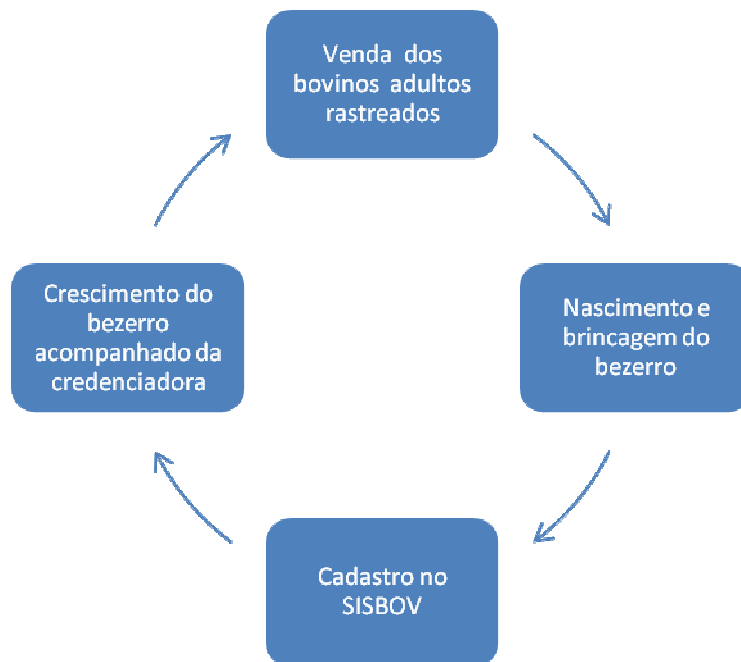 Venda dos
bovinos adultos
rastreados
Nascimento e
brincagem do
bezerro
Cadastro no
SISBOV
Crescimento do
bezerro
acompanhado da
credenciadora